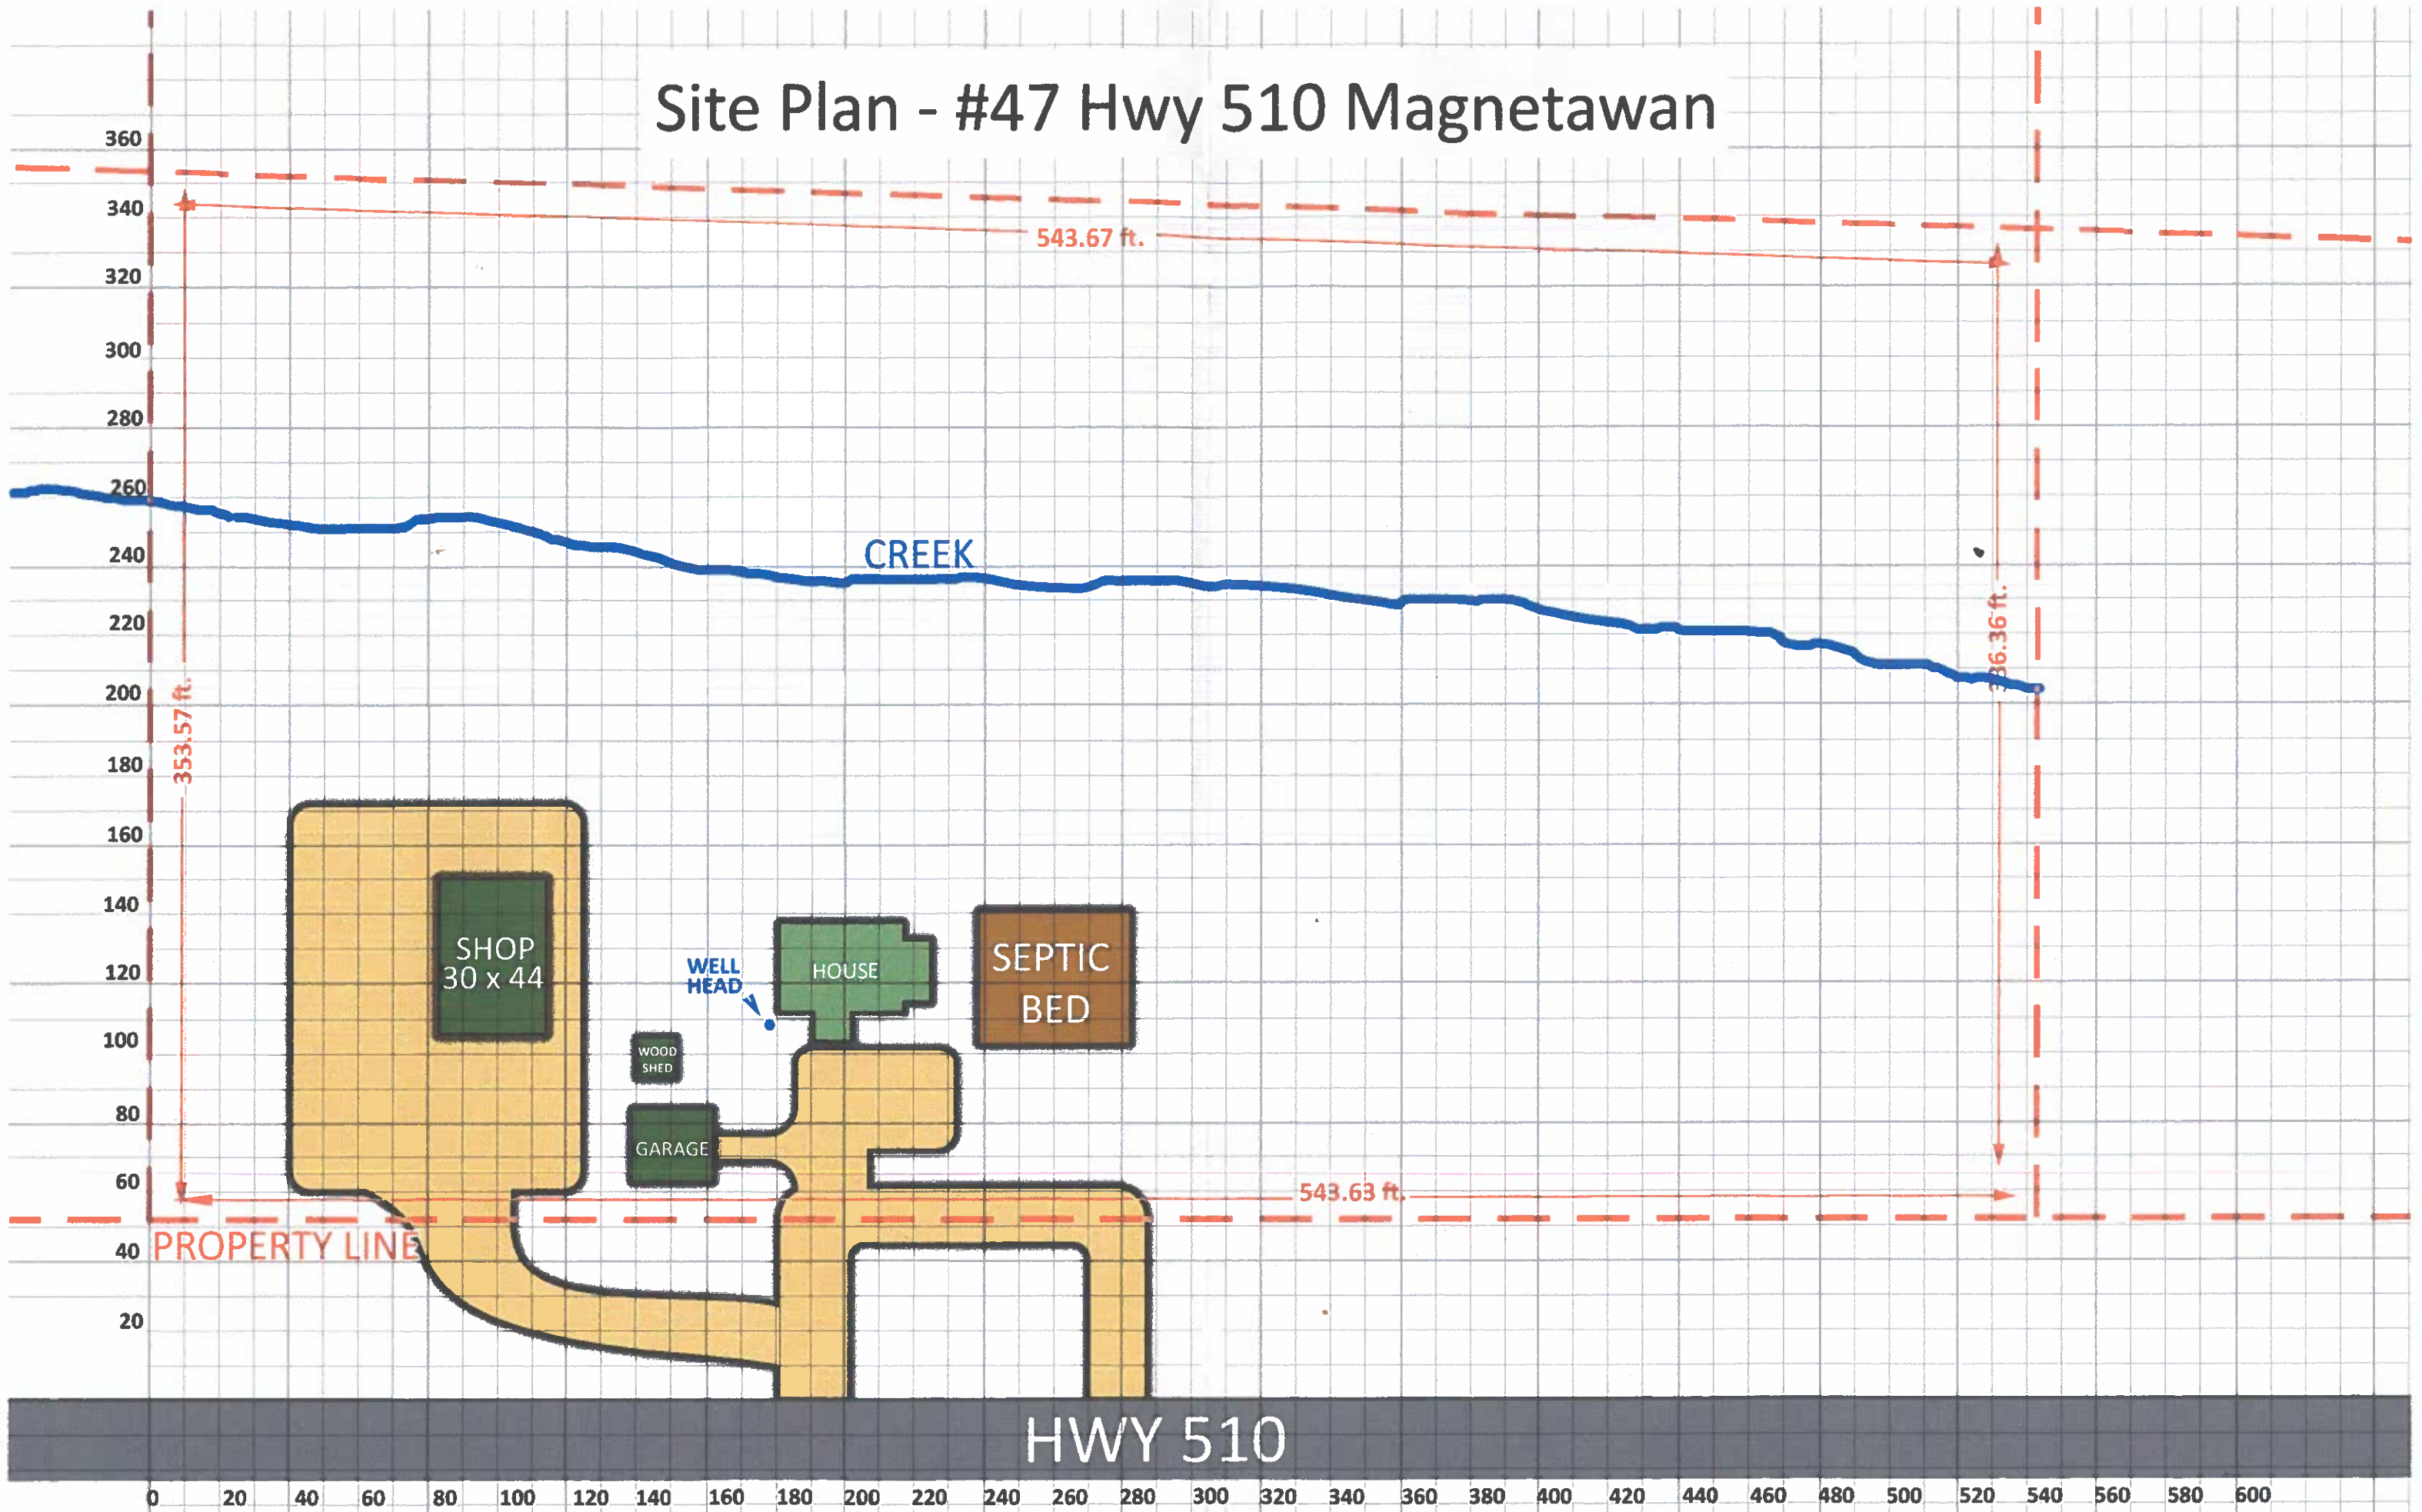 Site Plan - #47 Hwy 510 Magnetawan
360
340
543.67 ft.
320
300
280
260
240
CREEK
220
200
353.57 ft.
180
160
140
SHOP
30 x 44
120
WELL
HEAD
HOUSE
SEPTIC
BED
100
WOOD
SHED
80
GARAGE
60
543.63 ft.
PROPERTY LINE
40
20
HWY 510
0 20 40 60 80 100 120 140 160 180 200 220 240 260 280 300 320 340 360 380 400 420 440 460 480 500 520 540 560 580 600